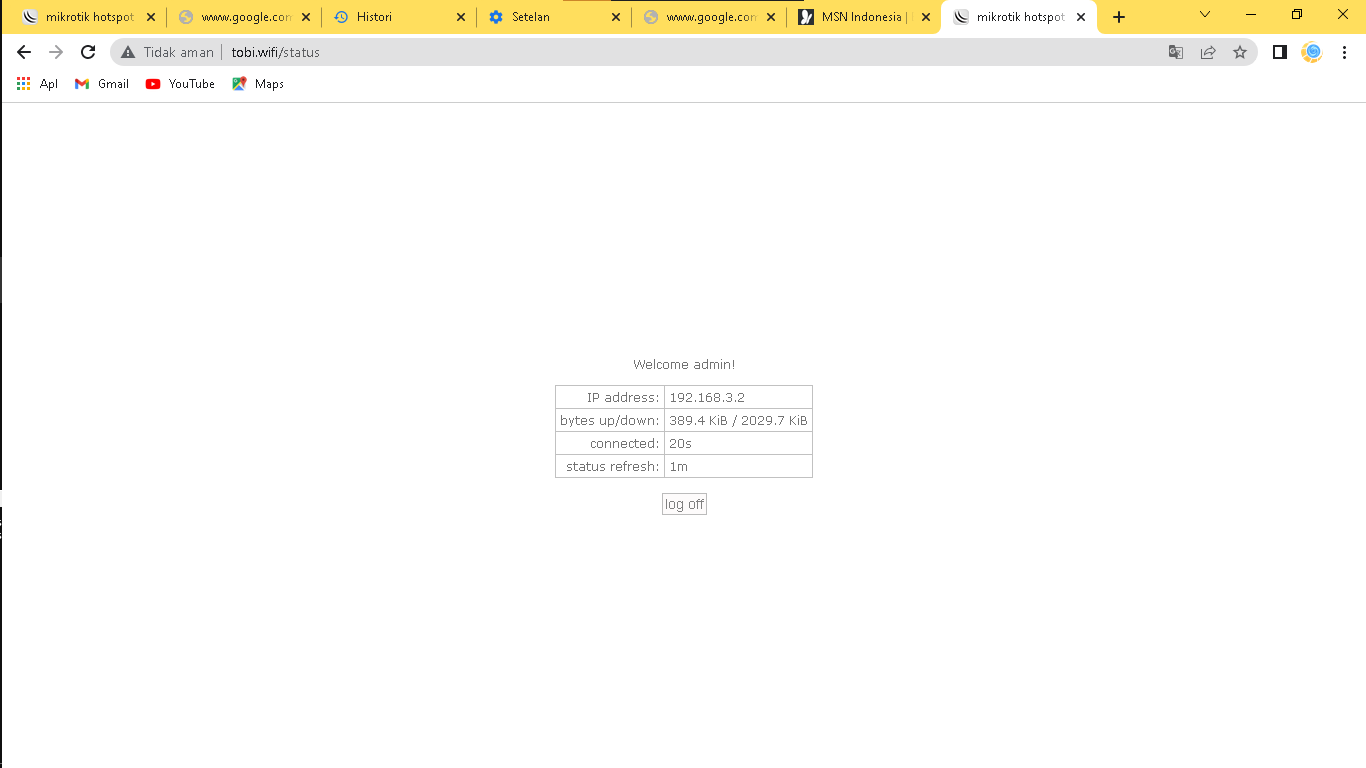 mikrotik hotspot
www.google.con
Histori
Setelan
www.google.com
MSN Indonesia |
mikrotik hotspot
Tidak aman
tobi.wifi/status
Apl
Gmail
YouTube
Maps
Welcome admin!
IP address: 192.168.3.2
bytes up/down: 389.4 KiB / 2029.7 KiB
connected: 20s
status refresh: 1m
log off